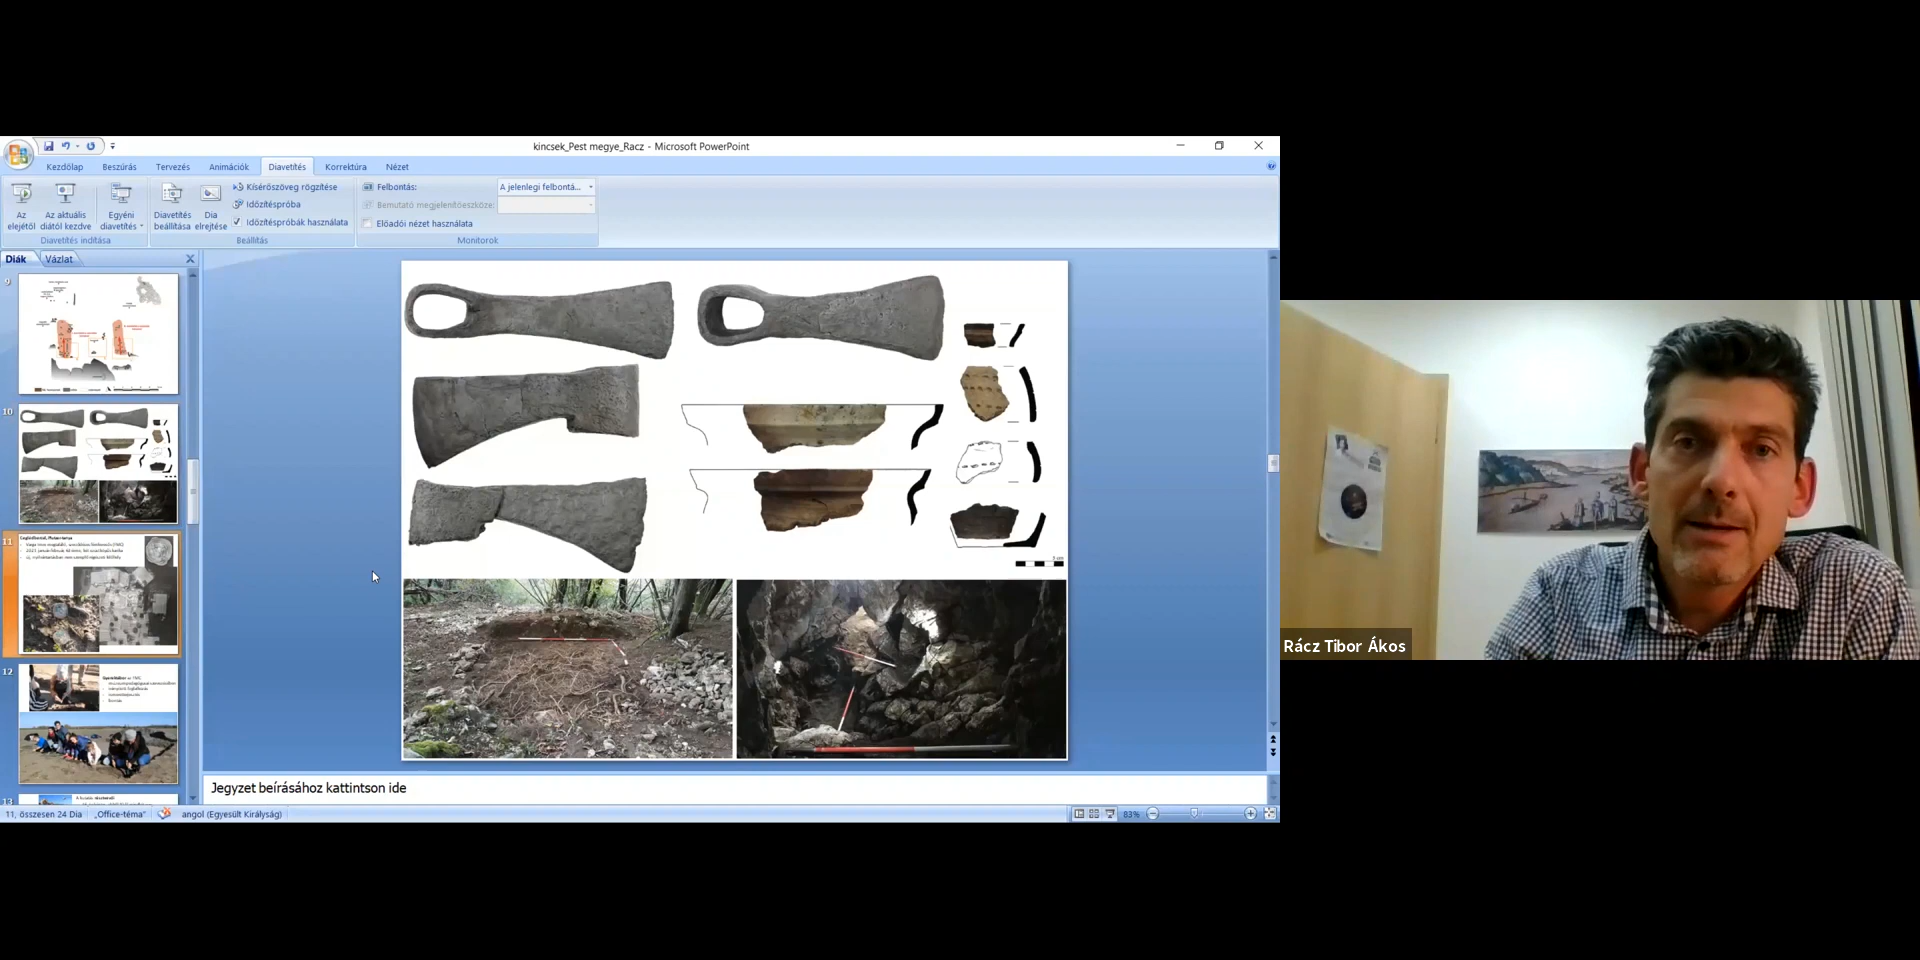 kincsek_Pest megye_Racz - Microsoft PowerPoint
Kezdőlap Beszúrás Tervezés Animációk Diavetítés Korrektúra Nézet
Az elejétől
Az aktuális diától kezdve
Egyéni diavetítés
Diavetítés indítása
Diavetítés beállítása
Dia elrejtése
Kísérőszöveg rögzítése
Időzítéspróba
Időzítéspróbák használata
Beállítás
Felbontás: A jelenlegi felbontá...
Bemutató megjelenítőeszköze:
Előadói nézet használata
Monitorok
Diák Vázlat
9
10
11
12
13
Jegyzet beírásához kattintson ide
11, összesen 24 Dia „Office-téma” angol (Egyesült Királyság) 83%
Rácz Tibor Ákos